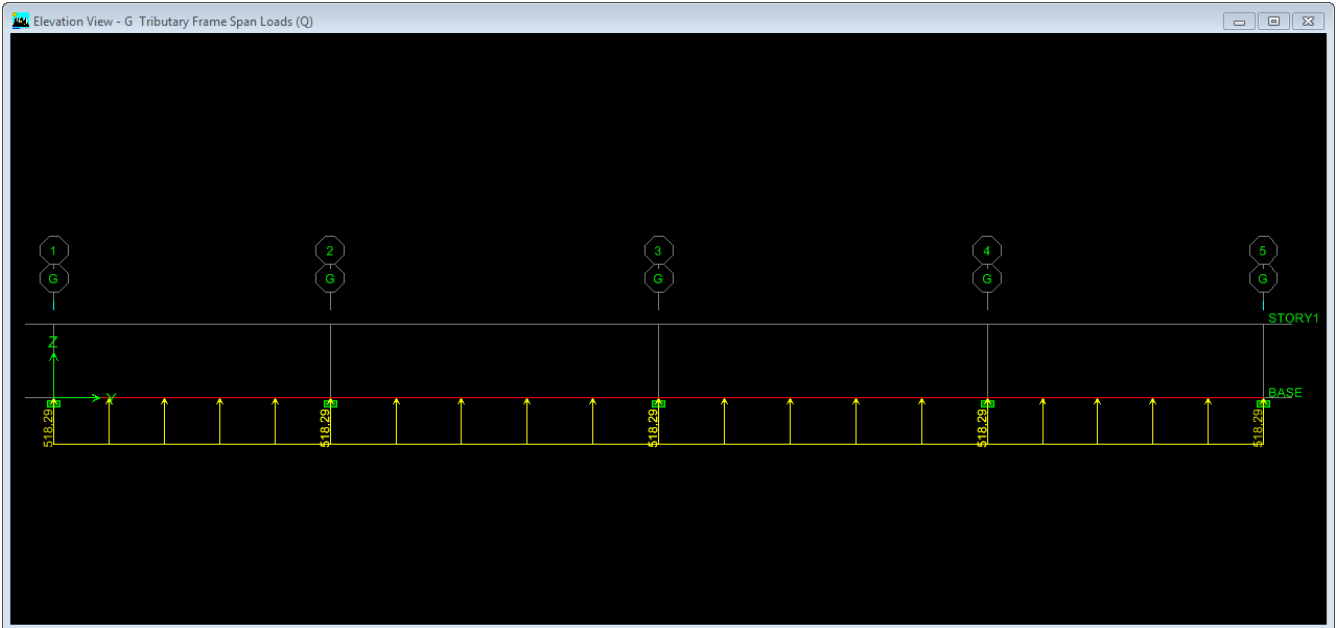 Elevation View - G Tributary Frame Span Loads (Q)
1 2 3 4 5
G G G G G
STORY1
Z
Y
BASE
518.29 518.29 518.29 518.29 518.29